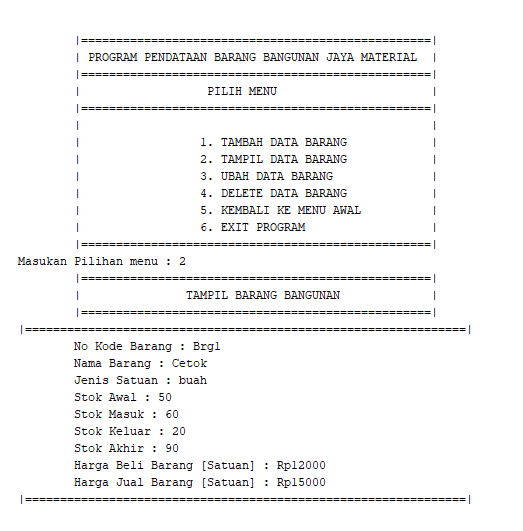 |==================================================|
| PROGRAM PENDATAAN BARANG BANGUNAN JAYA MATERIAL |
|==================================================|
| PILIH MENU |
|==================================================|
| |
| 1. TAMBAH DATA BARANG |
| 2. TAMPIL DATA BARANG |
| 3. UBAH DATA BARANG |
| 4. DELETE DATA BARANG |
| 5. KEMBALI KE MENU AWAL |
| 6. EXIT PROGRAM |
|==================================================|
Masukan Pilihan menu : 2
|==================================================|
| TAMPIL BARANG BANGUNAN |
|==================================================|
|===============================================================|
No Kode Barang : Brg1
Nama Barang : Cetok
Jenis Satuan : buah
Stok Awal : 50
Stok Masuk : 60
Stok Keluar : 20
Stok Akhir : 90
Harga Beli Barang [Satuan] : Rp12000
Harga Jual Barang [Satuan] : Rp15000
|===============================================================|